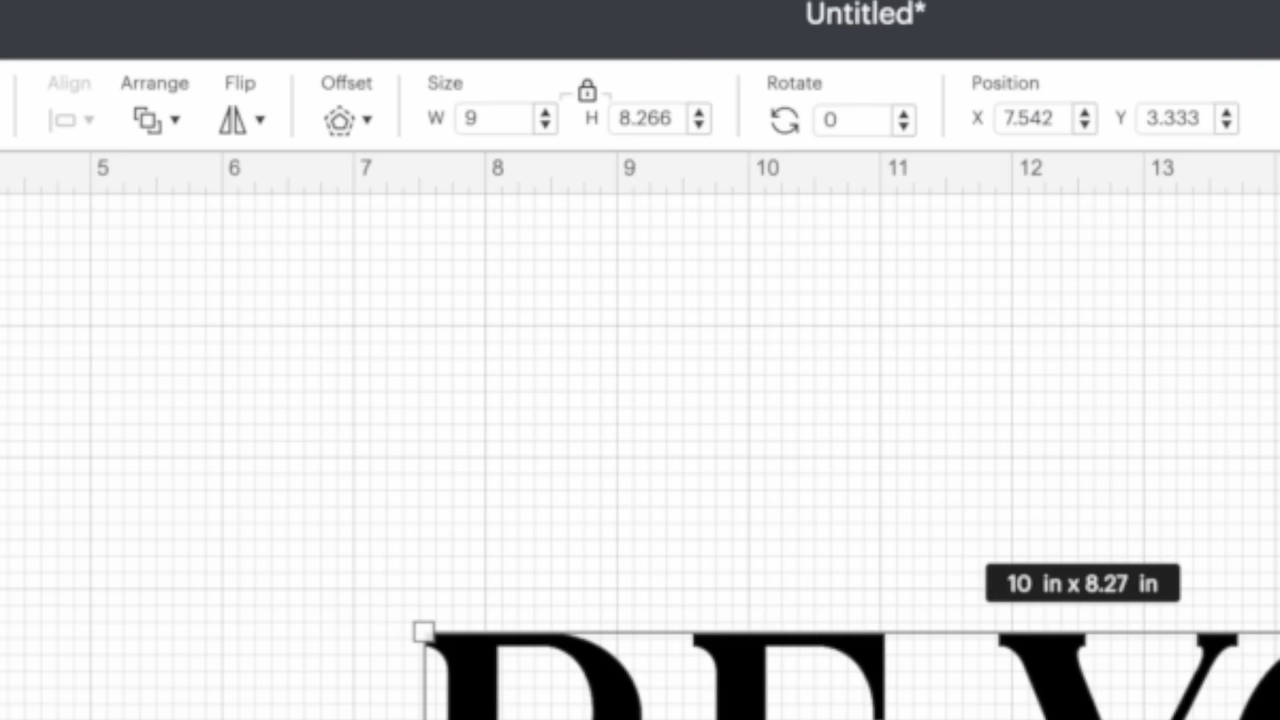 Untitled*
Align Arrange Flip Offset Size Rotate Position
W 9 H 8.266 0 X 7.542 Y 3.333
5 6 7 8 9 10 11 12 13
10 in x 8.27 in